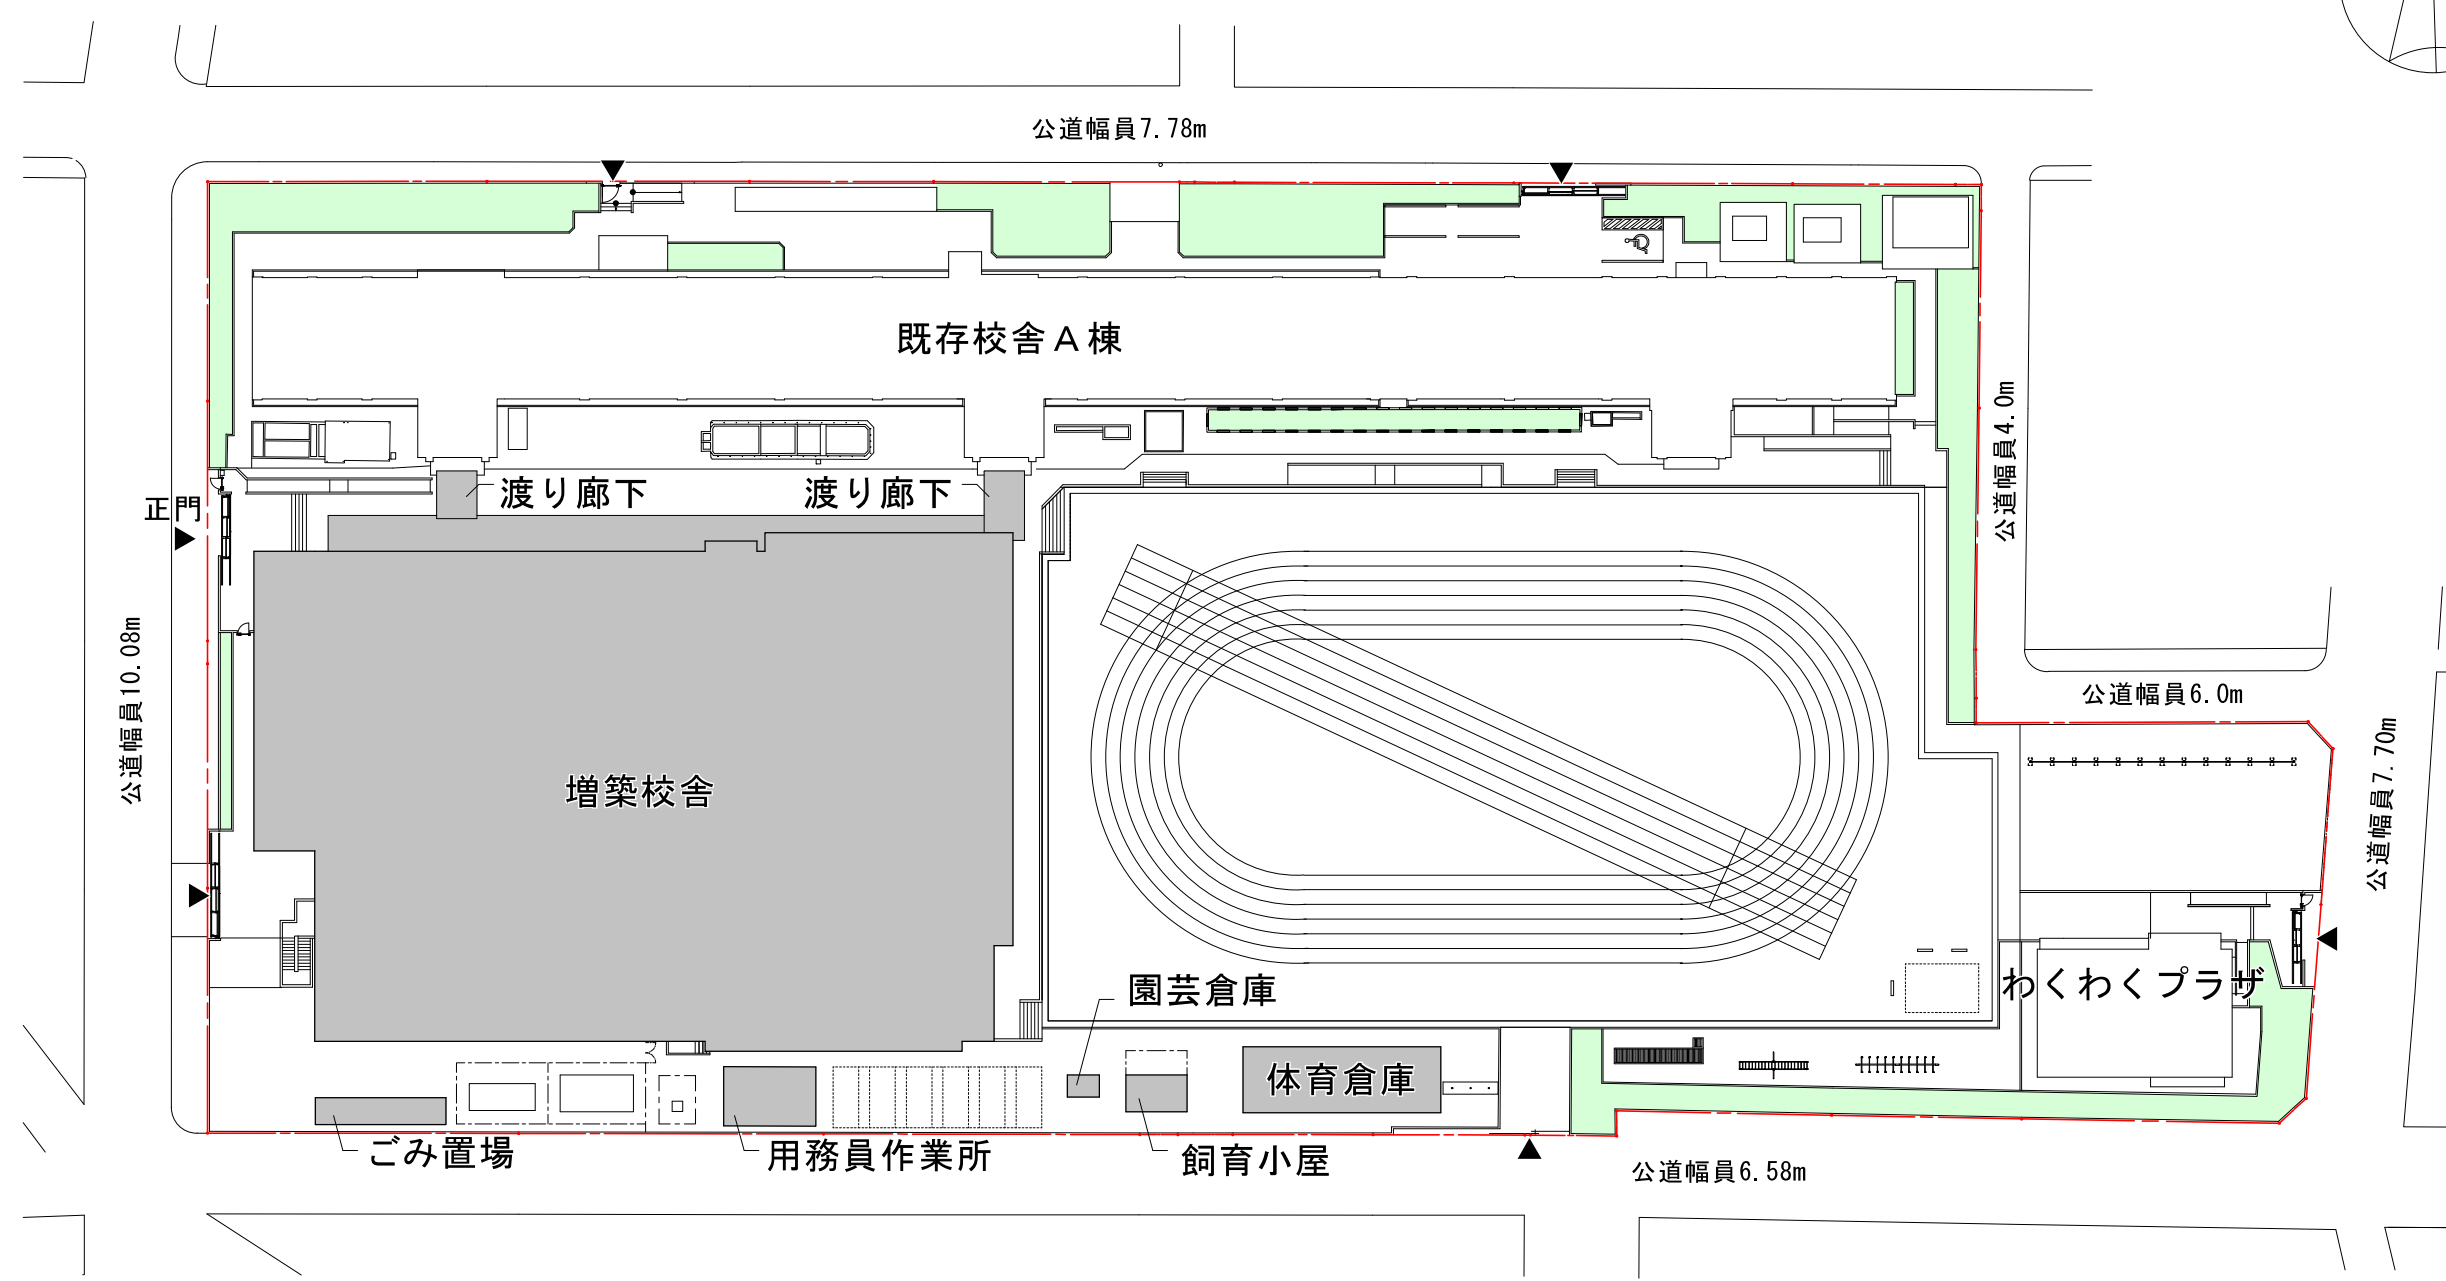 公道幅員7.78m
既存校舎Ａ棟
公道幅員4.0m
渡り廊下
渡り廊下
正門
公道幅員10.08m
公道幅員6.0m
公道幅員7.70m
増築校舎
園芸倉庫
わくわくプラザ
体育倉庫
ごみ置場
用務員作業所
飼育小屋
公道幅員6.58m